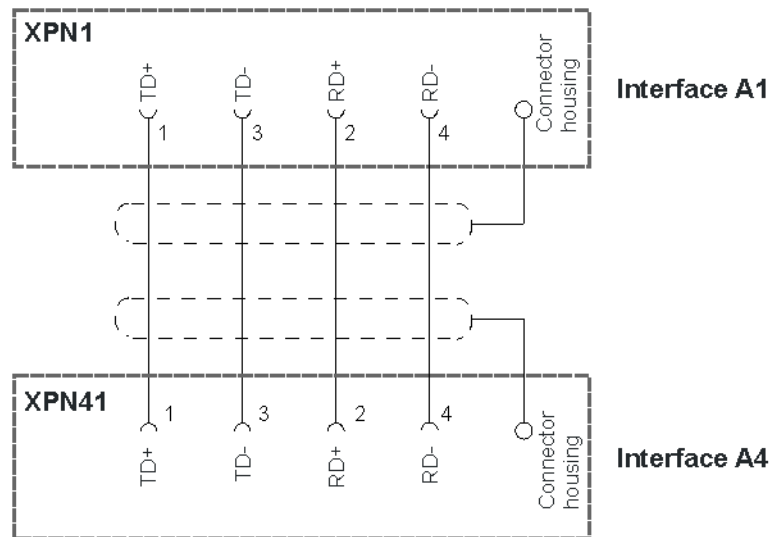 XPN1
TD+
TD-
RD+
RD-
Connector
housing
Interface A1
1
3
2
4
XPN41
1
3
2
4
TD+
TD-
RD+
RD-
Connector
housing
Interface A4